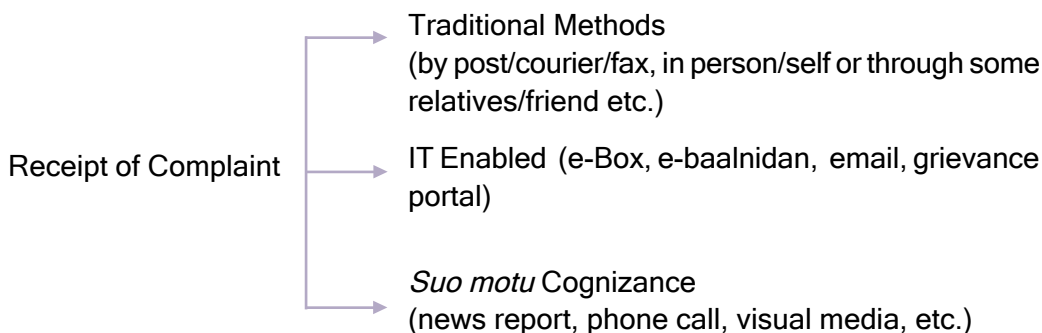 Traditional Methods
(by post/courier/fax, in person/self or through some
relatives/friend etc.)
Receipt of Complaint
IT Enabled (e-Box, e-baalnidan, email, grievance
portal)
Suo motu Cognizance
(news report, phone call, visual media, etc.)